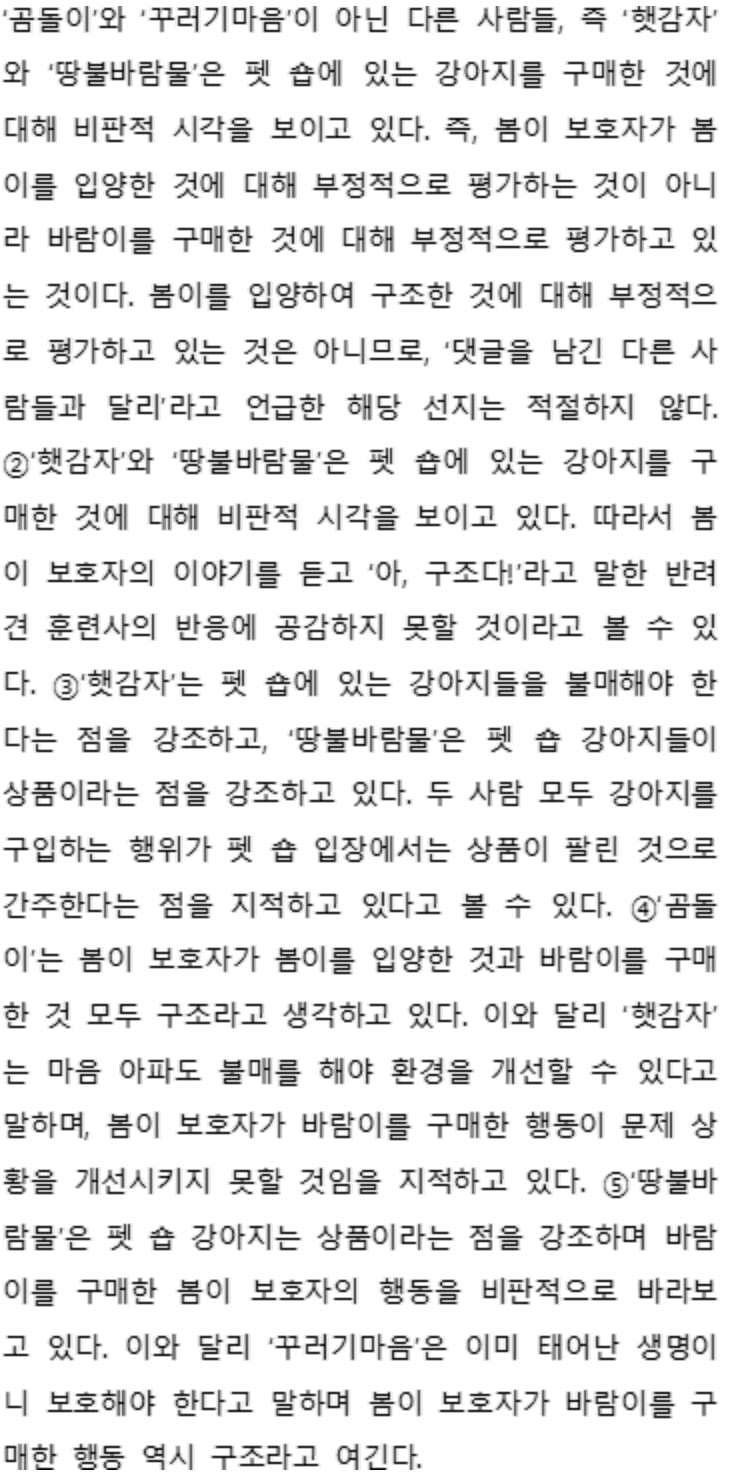 ‘곰돌이’와 ‘꾸러기마음’이 아닌 다른 사람들, 즉 ‘햇감자’
와 ‘땅불바람물’은 펫 숍에 있는 강아지를 구매한 것에
대해 비판적 시각을 보이고 있다. 즉, 봄이 보호자가 봄
이를 입양한 것에 대해 부정적으로 평가하는 것이 아니
라 바람이를 구매한 것에 대해 부정적으로 평가하고 있
는 것이다. 봄이를 입양하여 구조한 것에 대해 부정적으
로 평가하고 있는 것은 아니므로, ‘댓글을 남긴 다른 사
람들과 달리’라고 언급한 해당 선지는 적절하지 않다.
②‘햇감자’와 ‘땅불바람물’은 펫 숍에 있는 강아지를 구
매한 것에 대해 비판적 시각을 보이고 있다. 따라서 봄
이 보호자의 이야기를 듣고 ‘아, 구조다!’라고 말한 반려
견 훈련사의 반응에 공감하지 못할 것이라고 볼 수 있
다. ③‘햇감자’는 펫 숍에 있는 강아지들을 불매해야 한
다는 점을 강조하고, ‘땅불바람물’은 펫 숍 강아지들이
상품이라는 점을 강조하고 있다. 두 사람 모두 강아지를
구입하는 행위가 펫 숍 입장에서는 상품이 팔린 것으로
간주한다는 점을 지적하고 있다고 볼 수 있다. ④‘곰돌
이’는 봄이 보호자가 봄이를 입양한 것과 바람이를 구매
한 것 모두 구조라고 생각하고 있다. 이와 달리 ‘햇감자’
는 마음 아파도 불매를 해야 환경을 개선할 수 있다고
말하며, 봄이 보호자가 바람이를 구매한 행동이 문제 상
황을 개선시키지 못할 것임을 지적하고 있다. ⑤‘땅불바
람물’은 펫 숍 강아지는 상품이라는 점을 강조하며 바람
이를 구매한 봄이 보호자의 행동을 비판적으로 바라보
고 있다. 이와 달리 ‘꾸러기마음’은 이미 태어난 생명이
니 보호해야 한다고 말하며 봄이 보호자가 바람이를 구
매한 행동 역시 구조라고 여긴다.